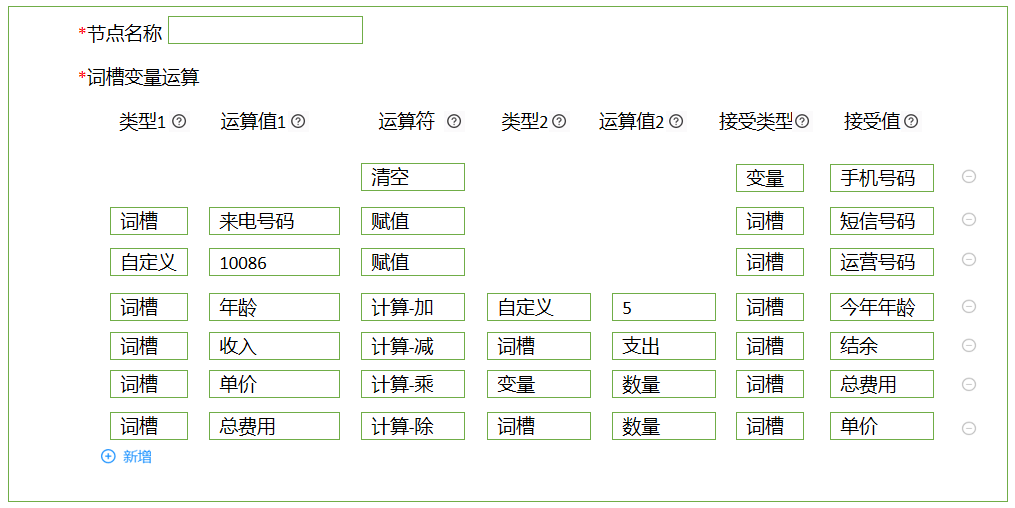 *节点名称
*词槽变量运算
类型1 运算值1 运算符 类型2 运算值2 接受类型 接受值
清空 变量 手机号码
词槽 来电号码 赋值 词槽 短信号码
自定义 10086 赋值 词槽 运营号码
词槽 年龄 计算-加 自定义 5 词槽 今年年龄
词槽 收入 计算-减 词槽 支出 词槽 结余
词槽 单价 计算-乘 变量 数量 词槽 总费用
词槽 总费用 计算-除 词槽 数量 词槽 单价
新增